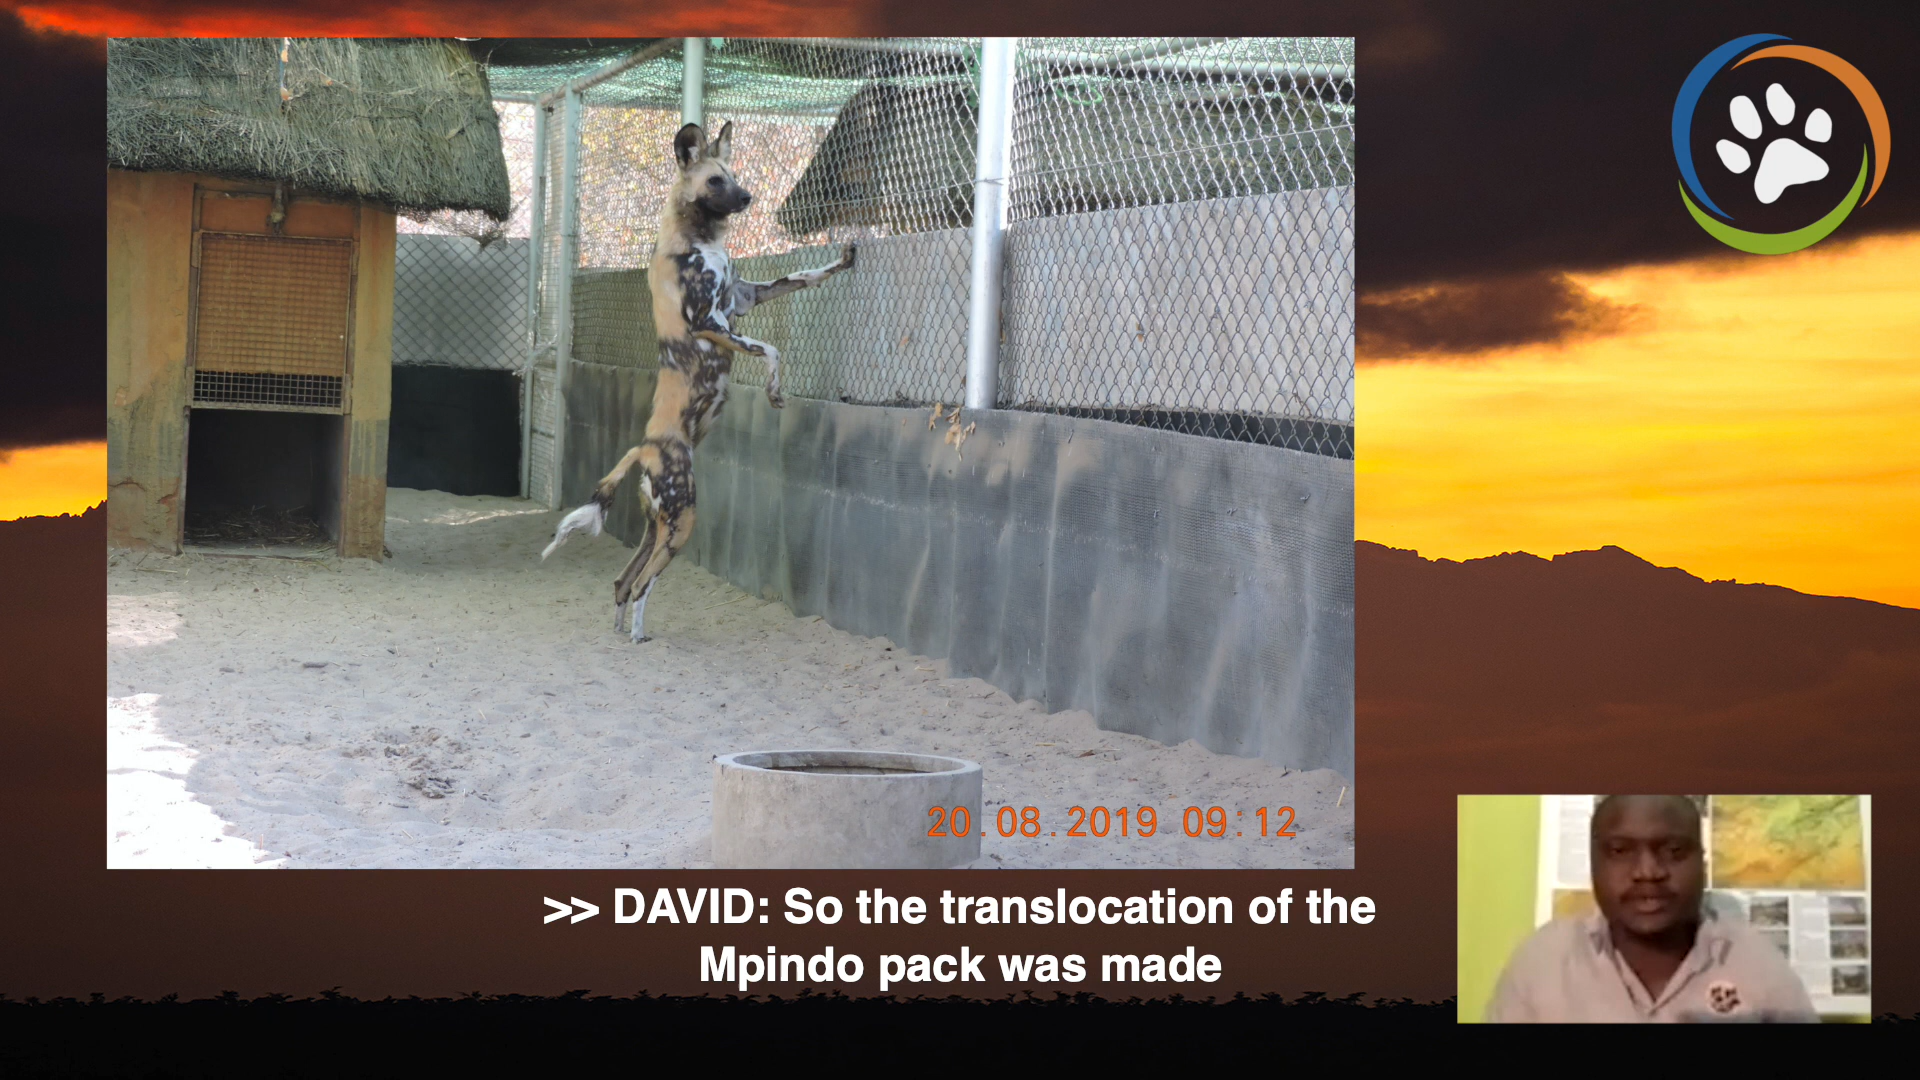 20.08.2019 09:12
>> DAVID: So the translocation of the
Mpindo pack was made